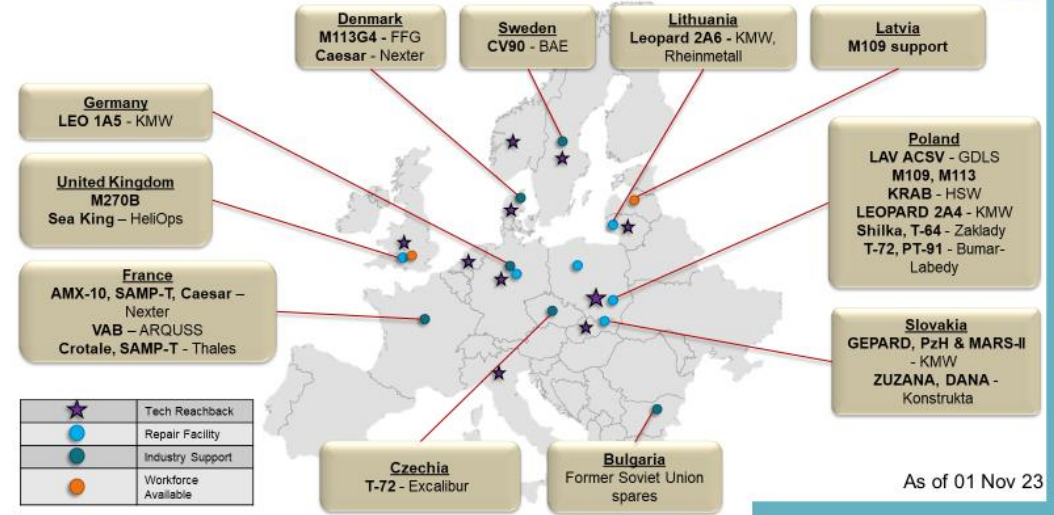 Denmark
M113G4 - FFG
Caesar - Nexter
Sweden
CV90 - BAE
Lithuania
Leopard 2A6 - KMW,
Rheinmetall
Latvia
M109 support
Germany
LEO 1A5 - KMW
United Kingdom
M270B
Sea King – HeliOps
France
AMX-10, SAMP-T, Caesar –
Nexter
VAB – ARQUSS
Crotale, SAMP-T - Thales
Poland
LAV ACSV - GDLS
M109, M113
KRAB - HSW
LEOPARD 2A4 - KMW
Shilka, T-64 - Zaklady
T-72, PT-91 - Bumar-
Labedy
Slovakia
GEPARD, PzH & MARS-II
- KMW
ZUZANA, DANA -
Konstrukta
Tech Reachback
Repair Facility
Industry Support
Workforce
Available
Czechia
T-72 - Excalibur
Bulgaria
Former Soviet Union
spares
As of 01 Nov 23